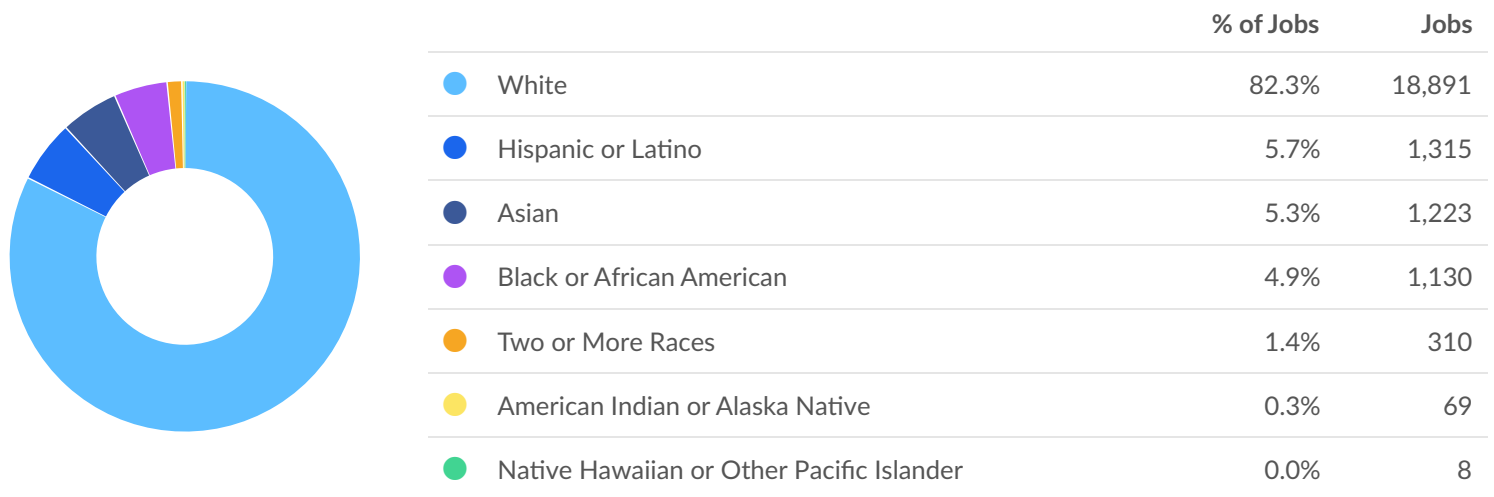 % of Jobs Jobs
White 82.3% 18,891
Hispanic or Latino 5.7% 1,315
Asian 5.3% 1,223
Black or African American 4.9% 1,130
Two or More Races 1.4% 310
American Indian or Alaska Native 0.3% 69
Native Hawaiian or Other Pacific Islander 0.0% 8